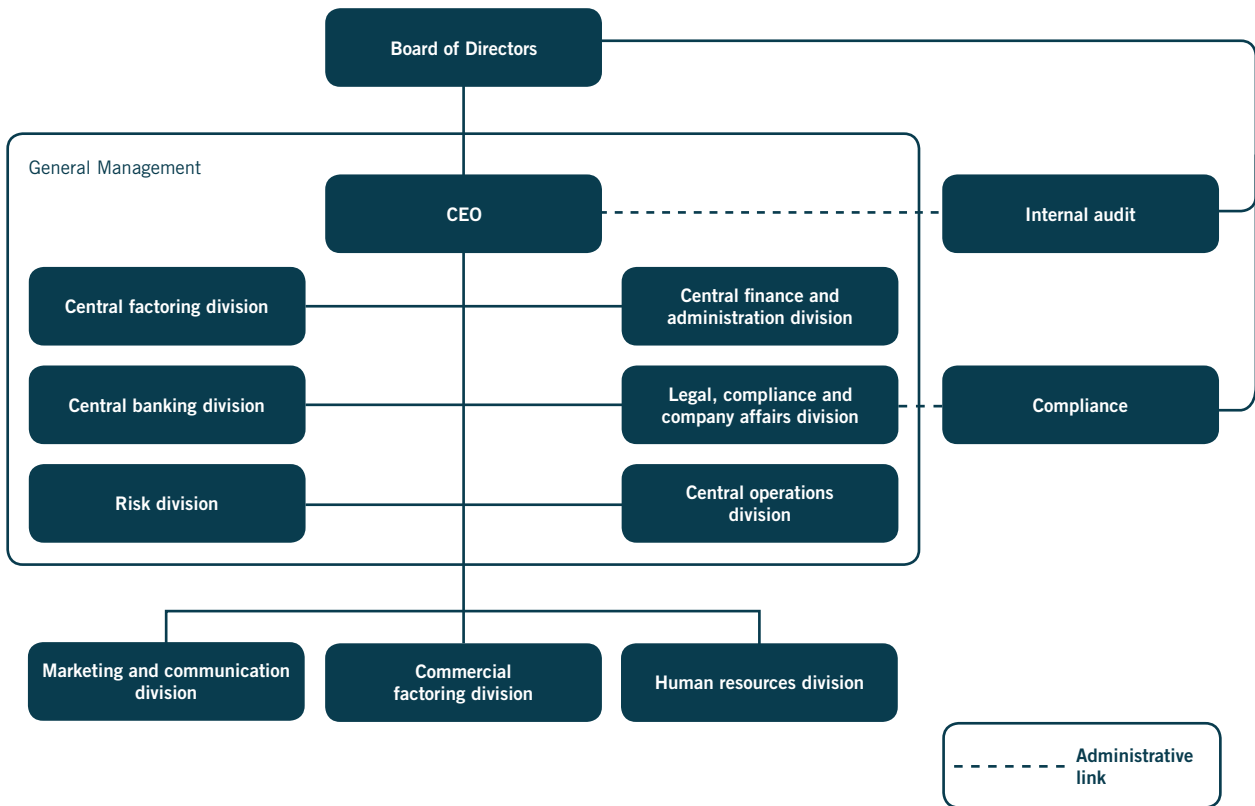 Board of Directors
General Management
CEO
Internal audit
Central factoring division
Central finance and
administration division
Central banking division
Legal, compliance and
company affairs division
Compliance
Risk division
Central operations
division
Marketing and communication
division
Commercial
factoring division
Human resources division
Administrative
link